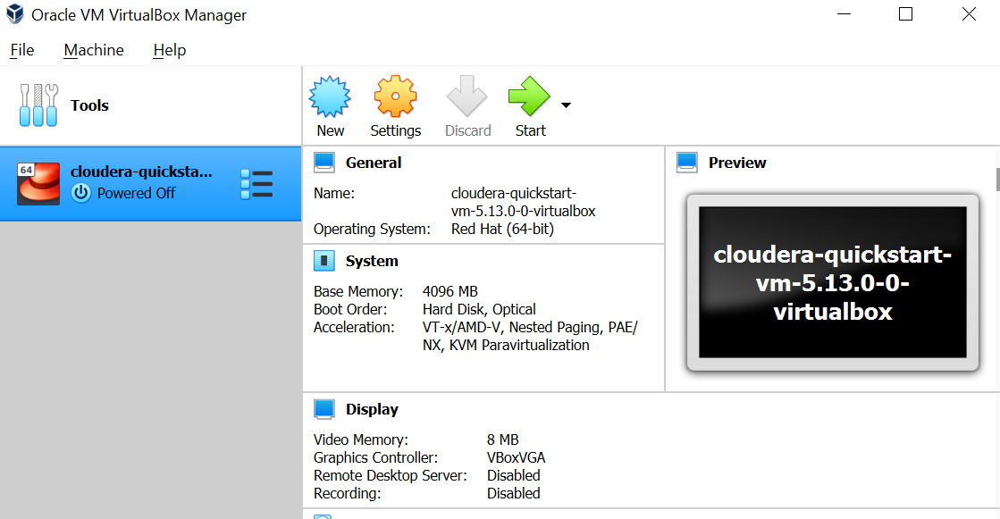 Oracle VM VirtualBox Manager
File Machine Help
Tools
New Settings Discard Start
64
cloudera-quicksta...
Powered Off
General
Name: cloudera-quickstart-
vm-5.13.0-0-virtualbox
Operating System: Red Hat (64-bit)
Preview
cloudera-quickstart-
vm-5.13.0-0-
virtualbox
System
Base Memory: 4096 MB
Boot Order: Hard Disk, Optical
Acceleration: VT-x/AMD-V, Nested Paging, PAE/
NX, KVM Paravirtualization
Display
Video Memory: 8 MB
Graphics Controller: VBoxVGA
Remote Desktop Server: Disabled
Recording: Disabled